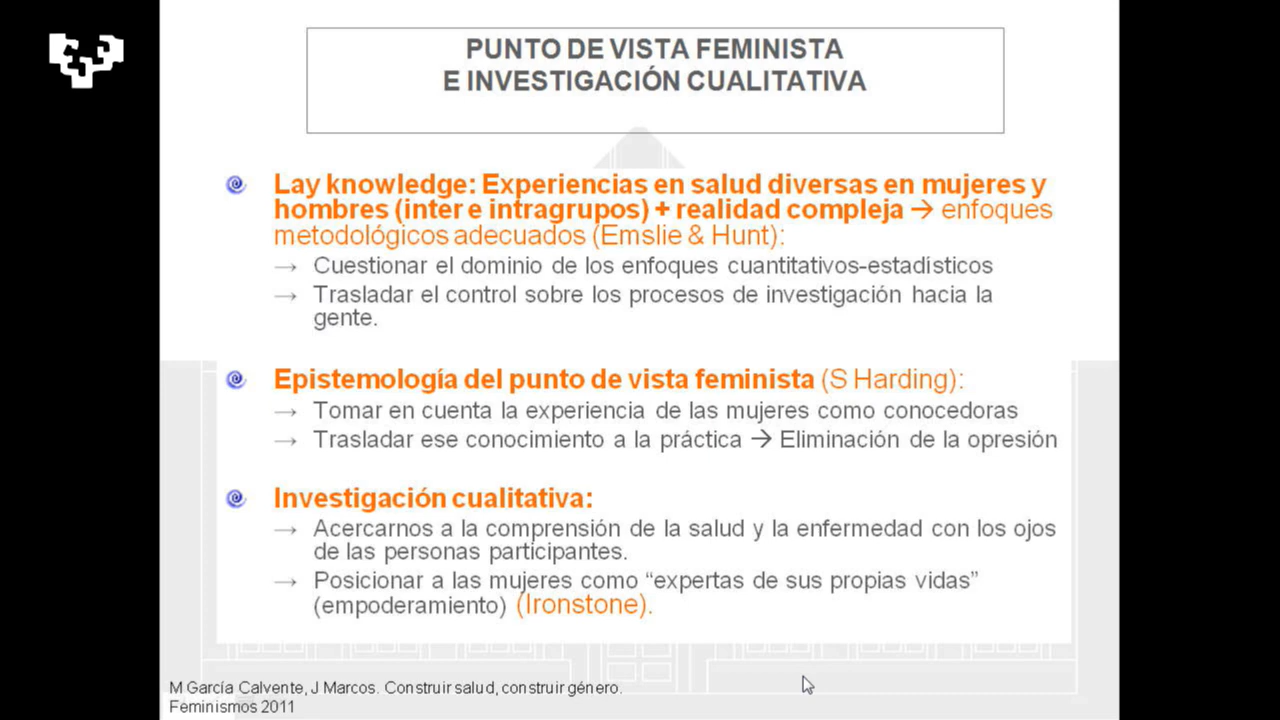 PUNTO DE VISTA FEMINISTA
E INVESTIGACIÓN CUALITATIVA
Lay knowledge: Experiencias en salud diversas en mujeres y
hombres (inter e intragrupos) + realidad compleja → enfoques
metodológicos adecuados (Emslie & Hunt):
→ Cuestionar el dominio de los enfoques cuantitativos-estadísticos
→ Trasladar el control sobre los procesos de investigación hacia la
gente.
Epistemología del punto de vista feminista (S Harding):
→ Tomar en cuenta la experiencia de las mujeres como conocedoras
→ Trasladar ese conocimiento a la práctica → Eliminación de la opresión
Investigación cualitativa:
→ Acercarnos a la comprensión de la salud y la enfermedad con los ojos
de las personas participantes.
→ Posicionar a las mujeres como “expertas de sus propias vidas”
(empoderamiento) (Ironstone).
M García Calvente, J Marcos. Construir salud, construir género.
Feminismos 2011